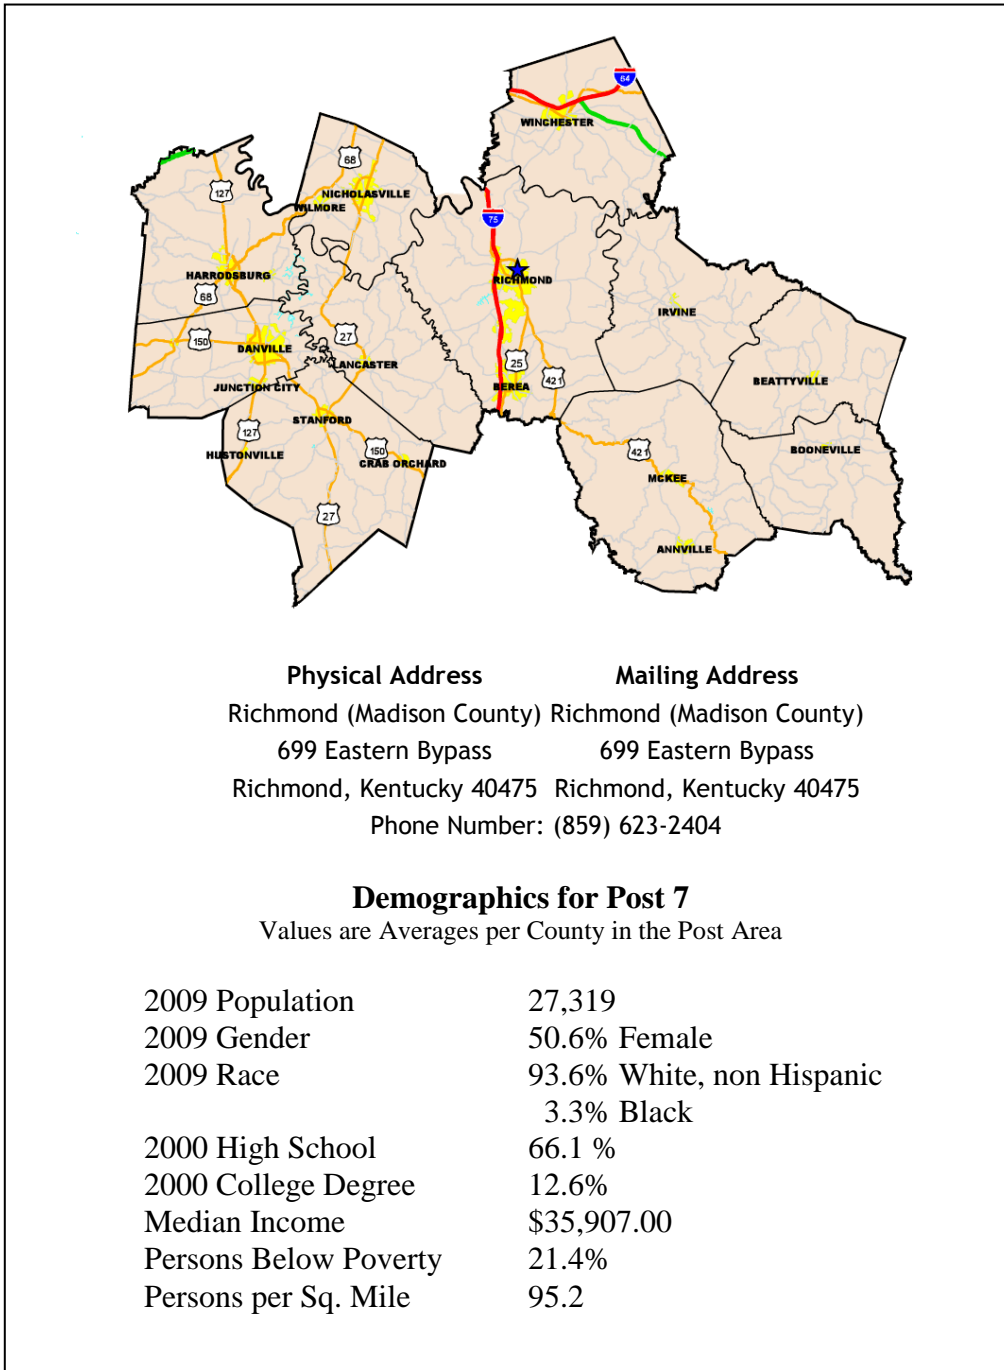 64
WINCHESTER
68
127
NICHOLASVILLE
WILMORE
75
HARRODSBURG
RICHMOND
68
IRVINE
150
27
DANVILLE
LANCASTER
25
421
JUNCTION CITY
BEREA
BEATTYVILLE
STANFORD
127
150
421
BOONEVILLE
HUSTONVILLE
CRAB ORCHARD
MCKEE
27
ANNVILLE
Physical Address Mailing Address
Richmond (Madison County) Richmond (Madison County)
699 Eastern Bypass 699 Eastern Bypass
Richmond, Kentucky 40475 Richmond, Kentucky 40475
Phone Number: (859) 623-2404
Demographics for Post 7
Values are Averages per County in the Post Area
2009 Population 27,319
2009 Gender 50.6% Female
2009 Race 93.6% White, non Hispanic
3.3% Black
2000 High School 66.1 %
2000 College Degree 12.6%
Median Income $35,907.00
Persons Below Poverty 21.4%
Persons per Sq. Mile 95.2